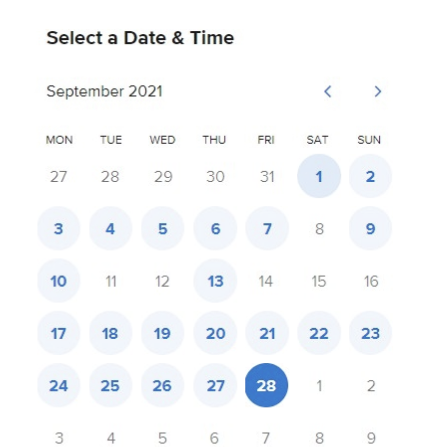 Select a Date & Time
September 2021
MON TUE WED THU FRI SAT SUN
27 28 29 30 31 1 2
3 4 5 6 7 8 9
10 11 12 13 14 15 16
17 18 19 20 21 22 23
24 25 26 27 28 1 2
3 4 5 6 7 8 9